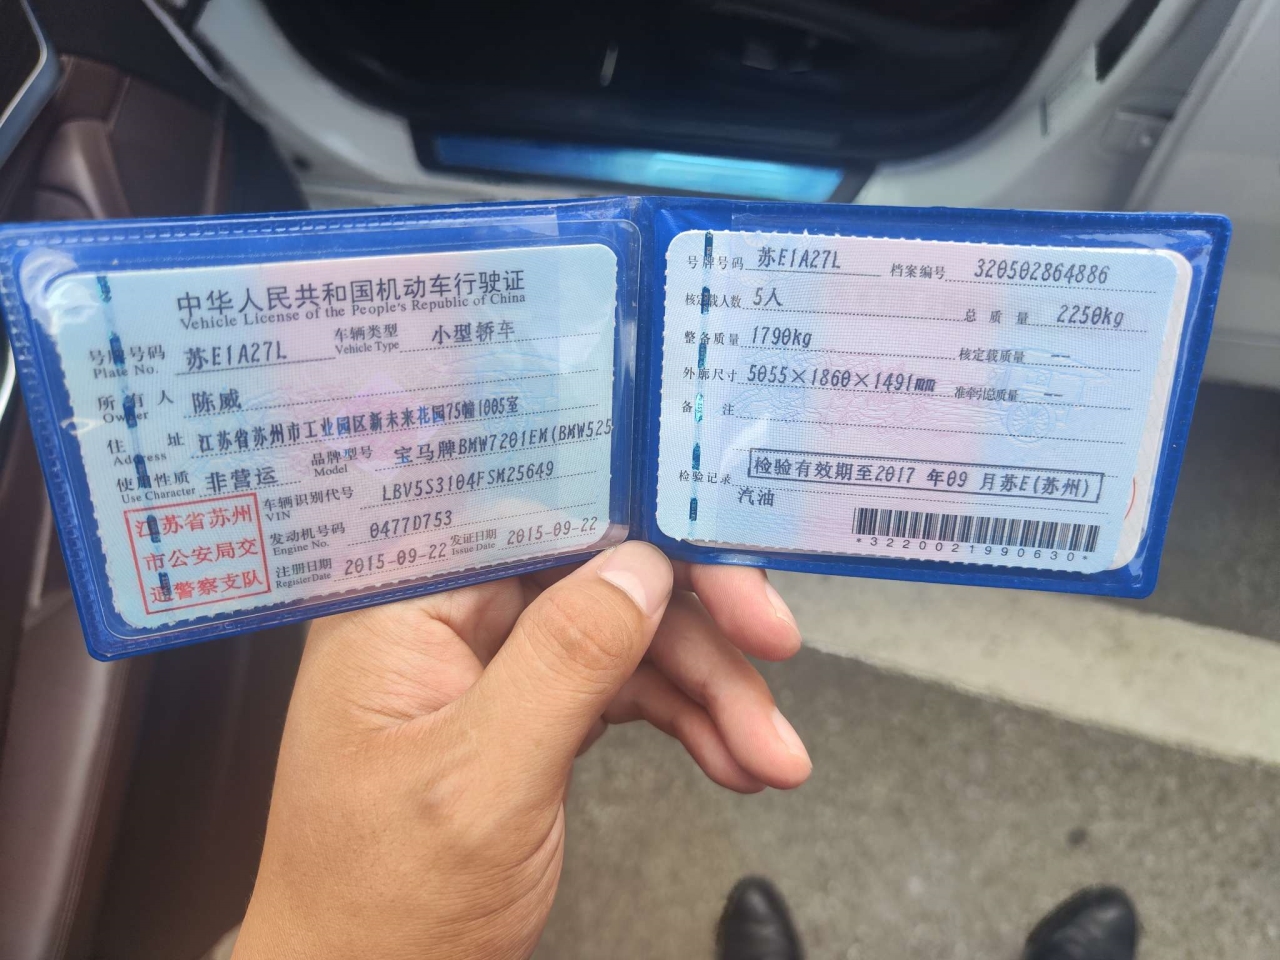 中华人民共和国机动车行驶证
Vehicle License of the People's Republic of China
号牌号码 苏E1A27L 车辆类型 小型轿车
Plate No. Vehicle Type
所有人 陈威
Owner
住址 江苏省苏州市工业园区新未来花园75幢1005室
Address
使用性质 非营运 品牌型号 宝马牌BMW7201EM(BMW525
Use Character Model
江苏省苏州
市公安局交
通警察支队
车辆识别代号 LBV5S3104FSM25649
VIN
发动机号码 0477D753
Engine No.
注册日期 2015-09-22 发证日期 2015-09-22
Register Date Issue Date
号牌号码 苏E1A27L 档案编号 320502864886
核定载人数 5人 总质量 2250kg
整备质量 1790kg 核定载质量 --
外廓尺寸 5055×1860×1491mm 准牵引总质量 --
备注
检验记录 检验有效期至2017年09月苏E(苏州)
汽油
*3220021990630*